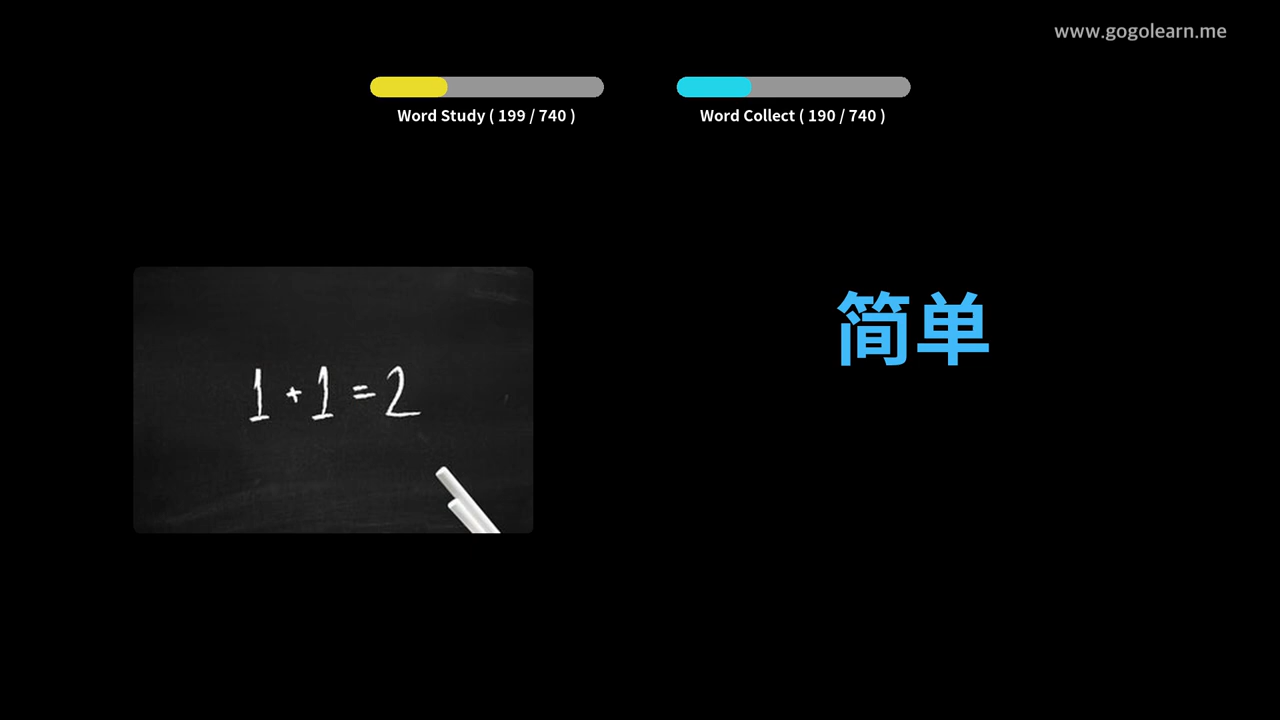 www.gogolearn.me
Word Study ( 199 / 740 )
Word Collect ( 190 / 740 )
简单
1 + 1 = 2